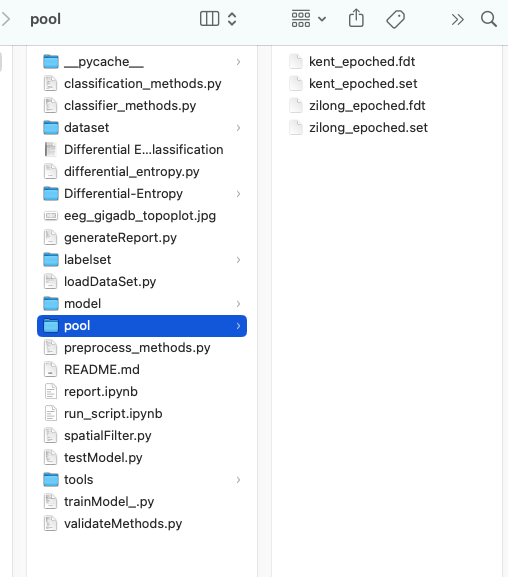 pool
__pycache__
classification_methods.py
classifier_methods.py
dataset
Differential E...lassification
differential_entropy.py
Differential-Entropy
eeg_gigadb_topoplot.jpg
generateReport.py
labelset
loadDataSet.py
model
pool
preprocess_methods.py
README.md
report.ipynb
run_script.ipynb
spatialFilter.py
testModel.py
tools
trainModel_.py
validateMethods.py
kent_epoched.fdt
kent_epoched.set
zilong_epoched.fdt
zilong_epoched.set